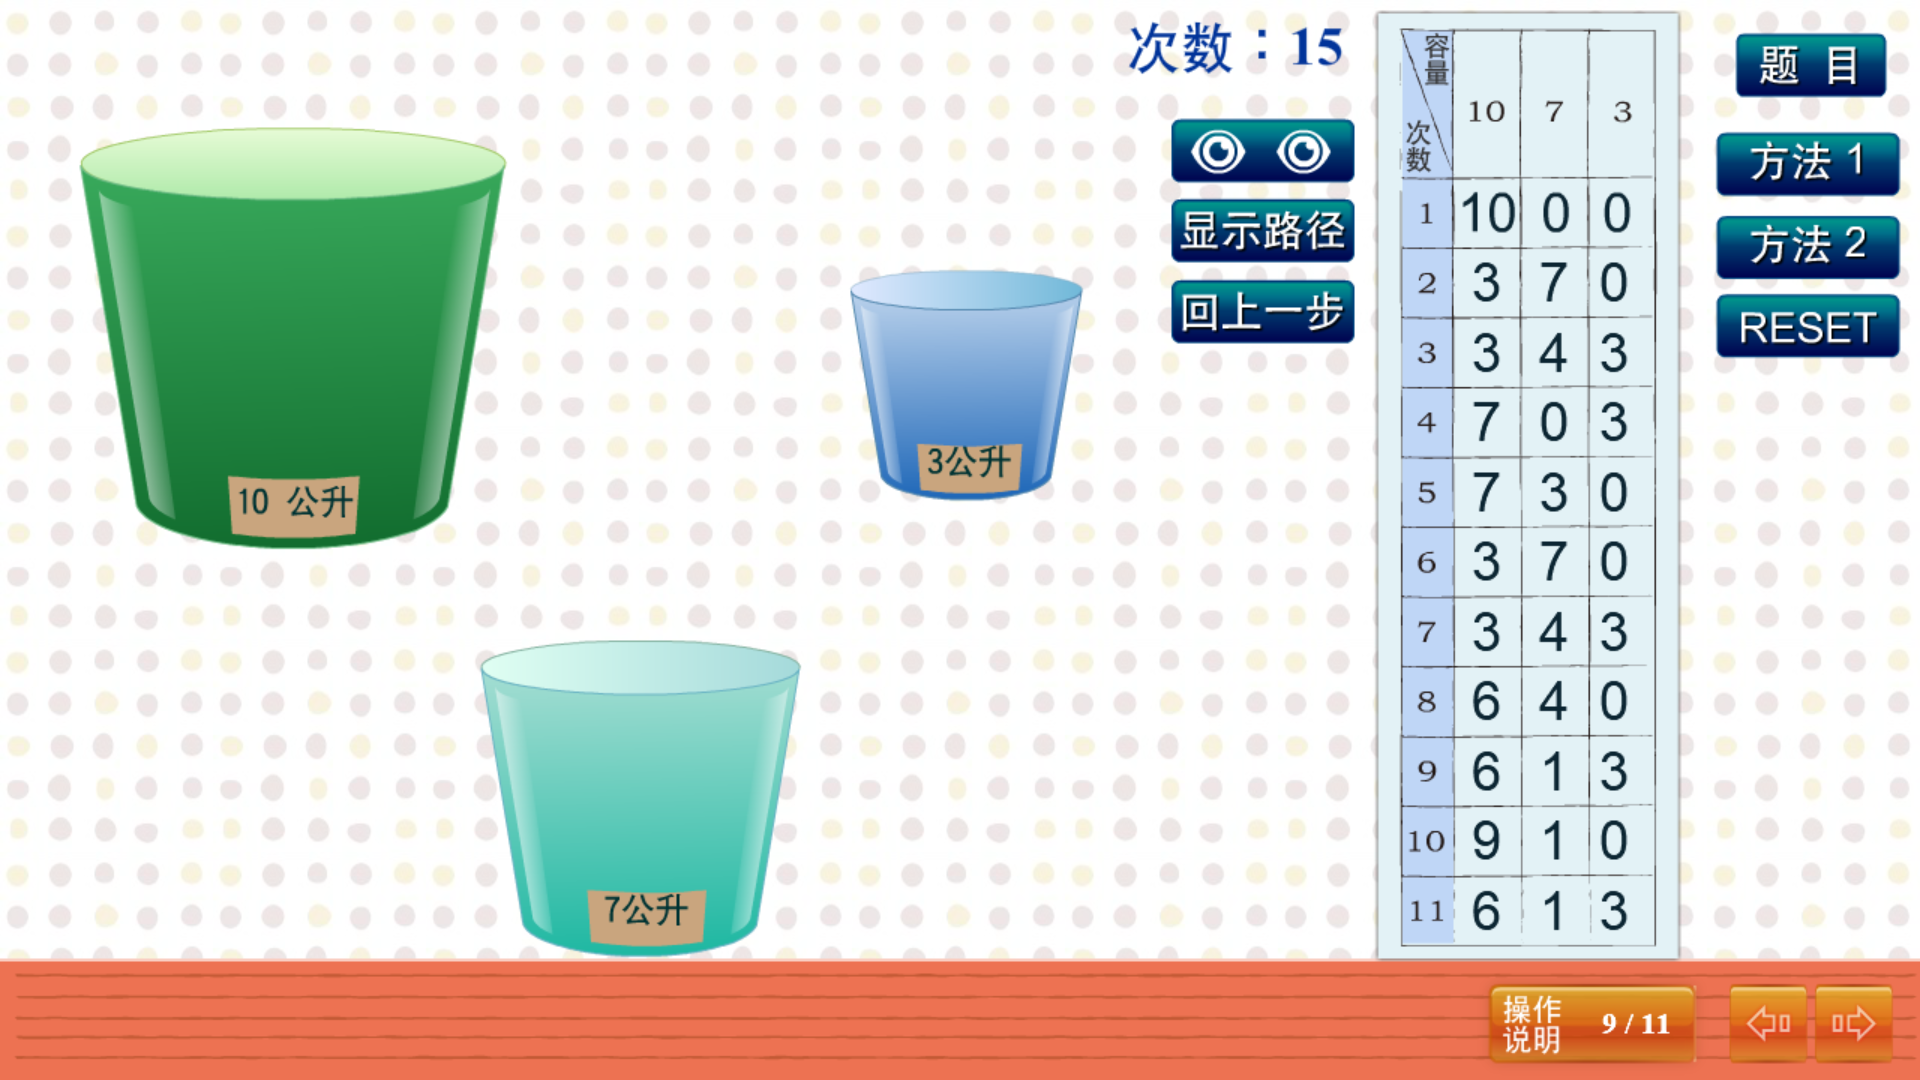 次数：15
显示路径
回上一步
10 公升
3公升
7公升
容量 10 7 3
次数
1 10 0 0
2 3 7 0
3 3 4 3
4 7 0 3
5 7 3 0
6 3 7 0
7 3 4 3
8 6 4 0
9 6 1 3
10 9 1 0
11 6 1 3
题 目
方法 1
方法 2
RESET
操作
说明
9 / 11